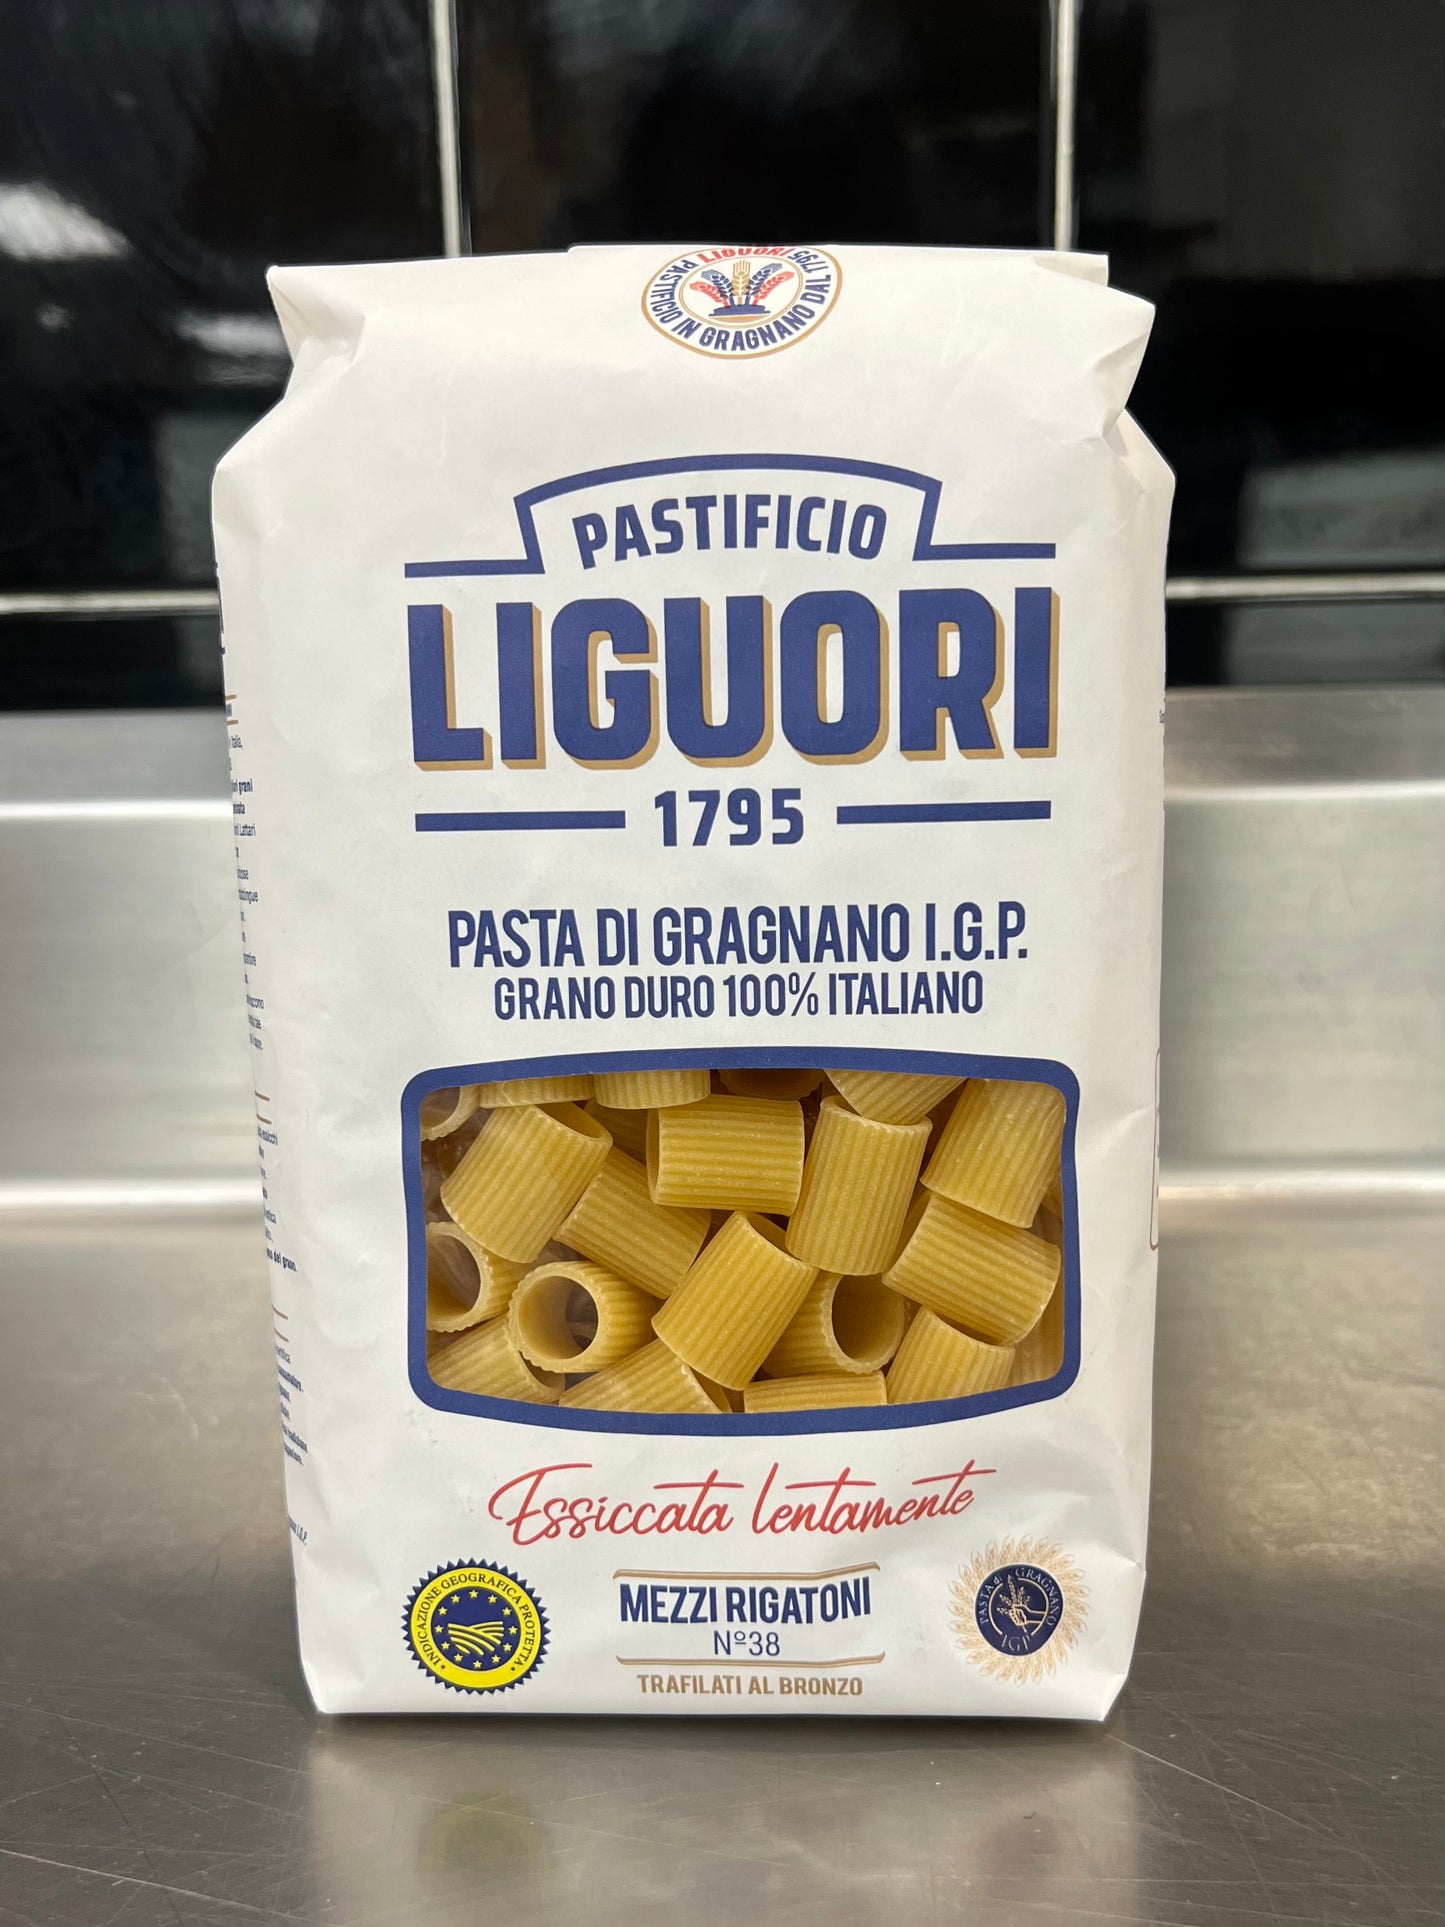 LIGUORI
PASTIFICIO IN GRAGNANO DAL 1795
PASTIFICIO
LIGUORI
1795
PASTA DI GRAGNANO I.G.P.
GRANO DURO 100% ITALIANO
Essiccata lentamente
INDICAZIONE GEOGRAFICA PROTETTA
MEZZI RIGATONI
Nº38
TRAFILATI AL BRONZO
PASTA di GRAGNANO
IGP